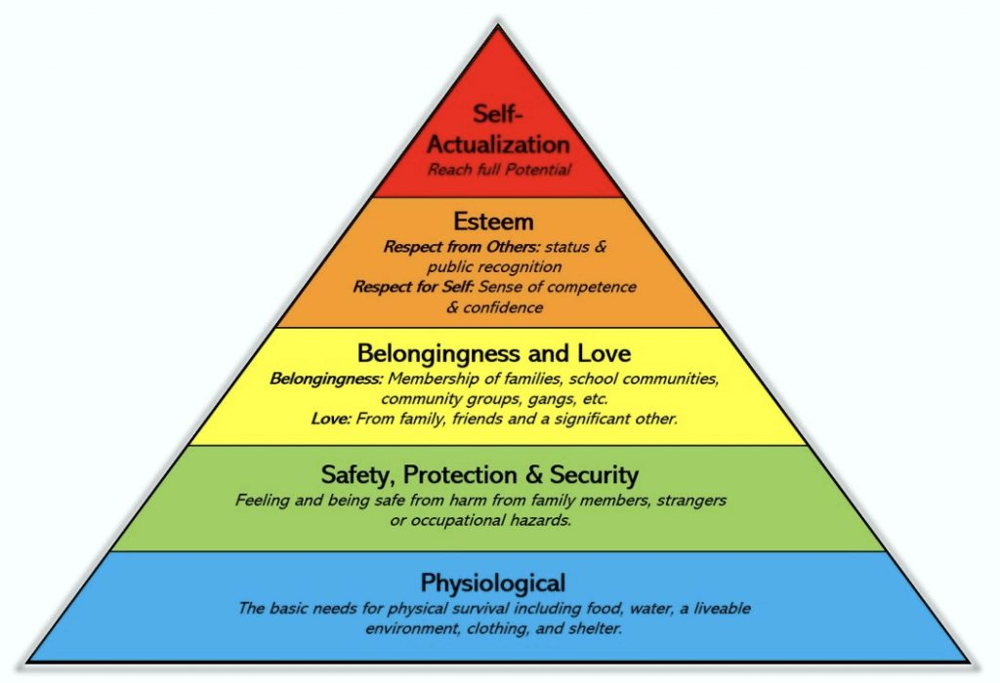 Self-
Actualization
Reach full Potential
Esteem
Respect from Others: status &
public recognition
Respect for Self: Sense of competence
& confidence
Belongingness and Love
Belongingness: Membership of families, school communities,
community groups, gangs, etc.
Love: From family, friends and a significant other.
Safety, Protection & Security
Feeling and being safe from harm from family members, strangers
or occupational hazards.
Physiological
The basic needs for physical survival including food, water, a liveable
environment, clothing, and shelter.